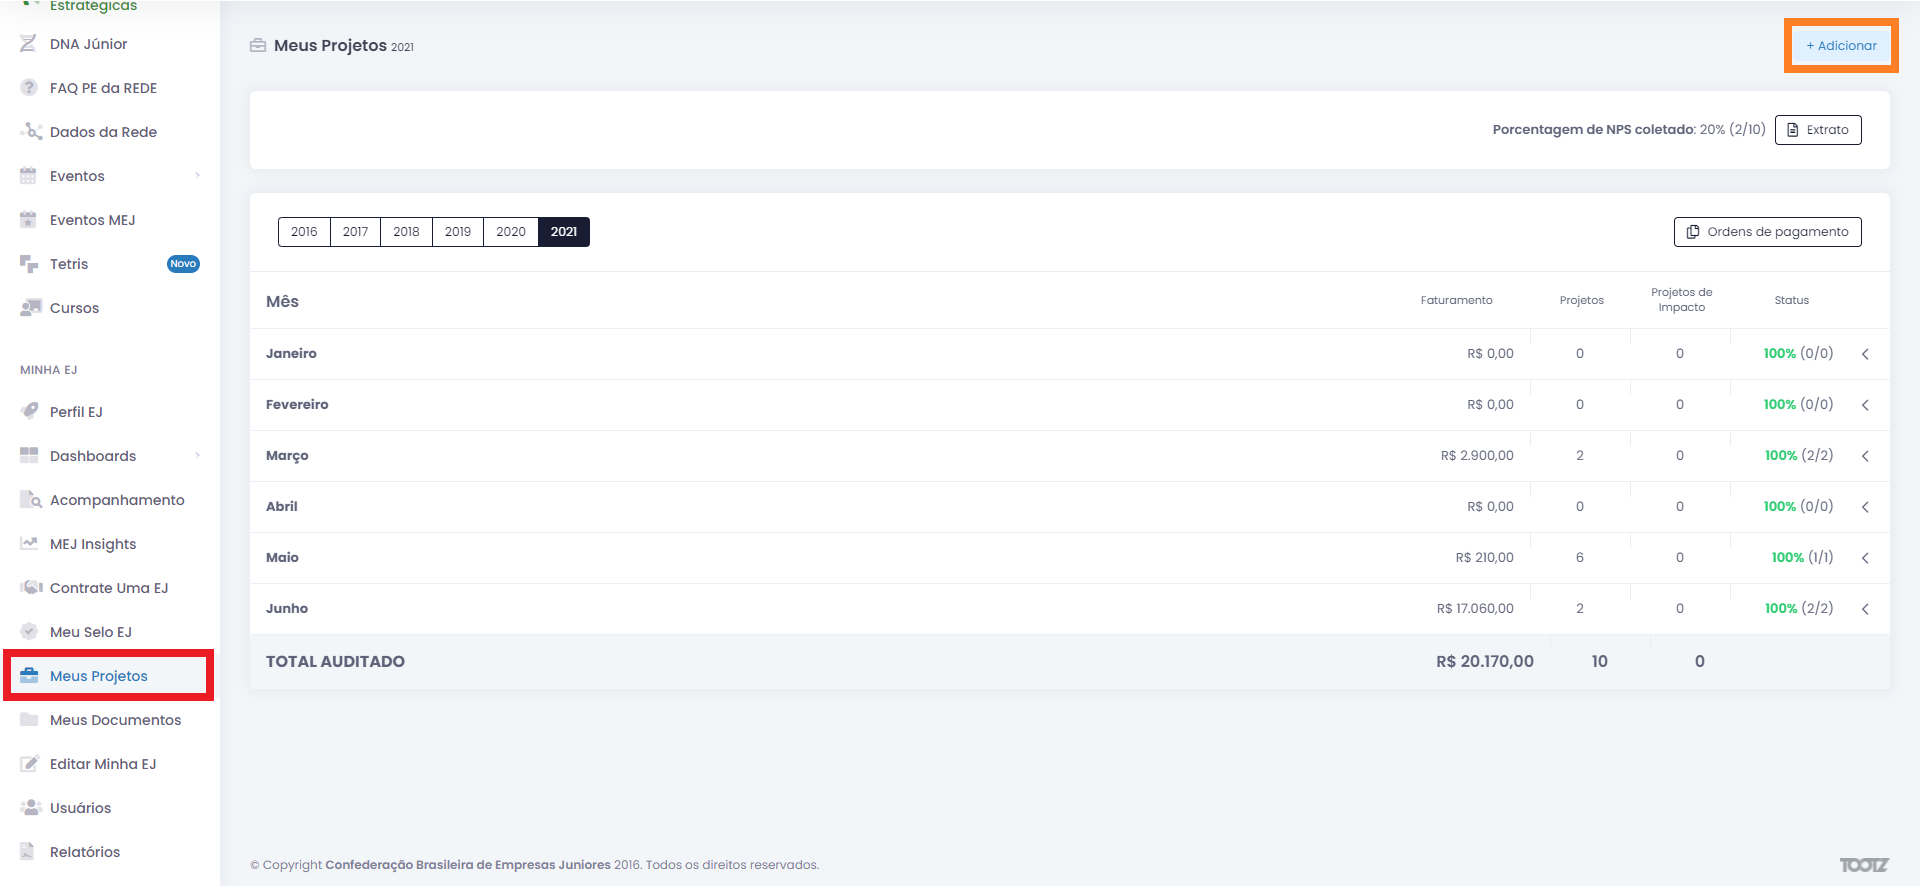 Estratégicas
DNA Júnior
FAQ PE da REDE
Dados da Rede
Eventos
Eventos MEJ
Tetris Novo
Cursos
MINHA EJ
Perfil EJ
Dashboards
Acompanhamento
MEJ Insights
Contrate Uma EJ
Meu Selo EJ
Meus Projetos
Meus Documentos
Editar Minha EJ
Usuários
Relatórios
Meus Projetos 2021
+ Adicionar
Porcentagem de NPS coletado: 20% (2/10) Extrato
2016 2017 2018 2019 2020 2021 Ordens de pagamento
Mês Faturamento Projetos Projetos de Impacto Status
Janeiro R$ 0,00 0 0 100% (0/0)
Fevereiro R$ 0,00 0 0 100% (0/0)
Março R$ 2.900,00 2 0 100% (2/2)
Abril R$ 0,00 0 0 100% (0/0)
Maio R$ 210,00 6 0 100% (1/1)
Junho R$ 17.060,00 2 0 100% (2/2)
TOTAL AUDITADO R$ 20.170,00 10 0
© Copyright Confederação Brasileira de Empresas Juniores 2016. Todos os direitos reservados.
TOOTZ